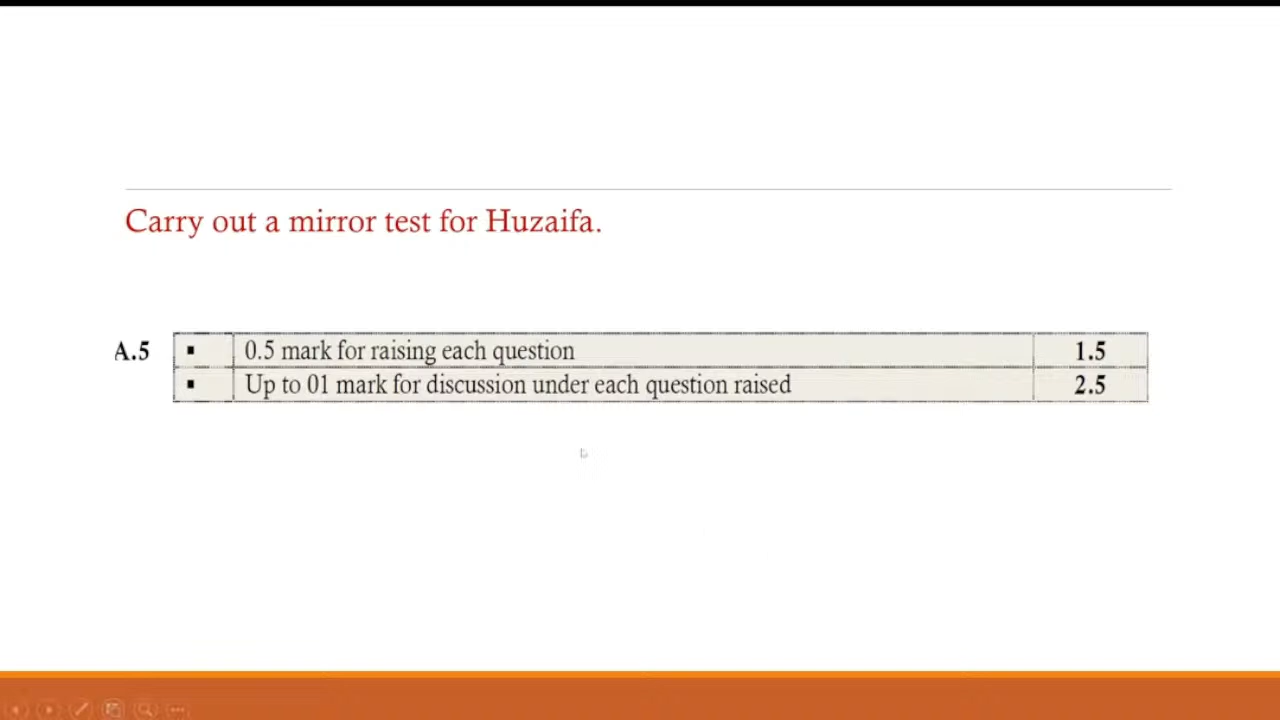 Carry out a mirror test for Huzaifa.
A.5 ▪ 0.5 mark for raising each question 1.5
▪ Up to 01 mark for discussion under each question raised 2.5